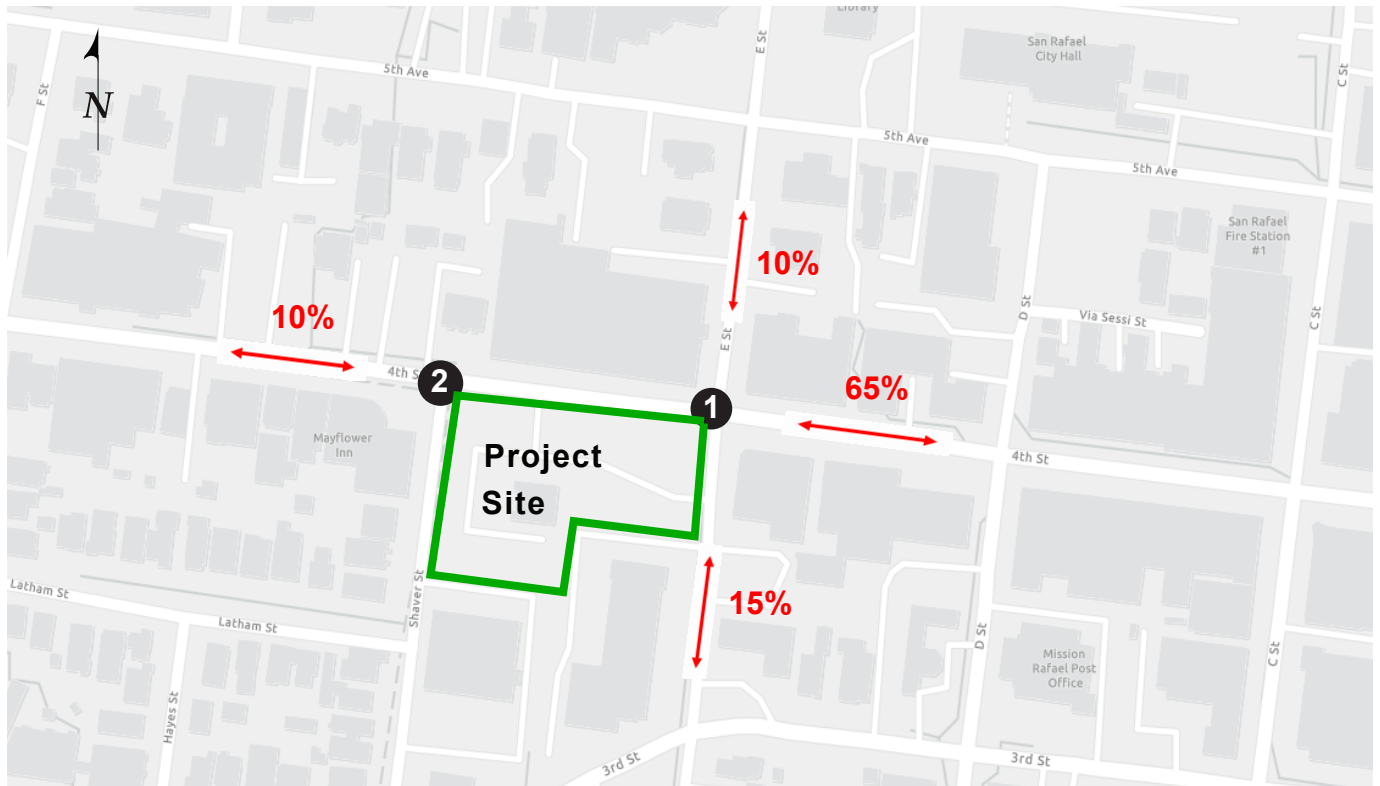 Library
San Rafael
City Hall
E St
C St
N
5th Ave
F St
5th Ave
5th Ave
San Rafael
Fire Station
#1
10%
10%
D St
Via Sessi St
C St
E St
4th S
2
1
65%
Mayflower
Inn
Project
Site
4th St
Latham St
Shaver St
15%
Latham St
D St
Mission
Rafael Post
Office
C St
Hayes St
3rd St
3rd St